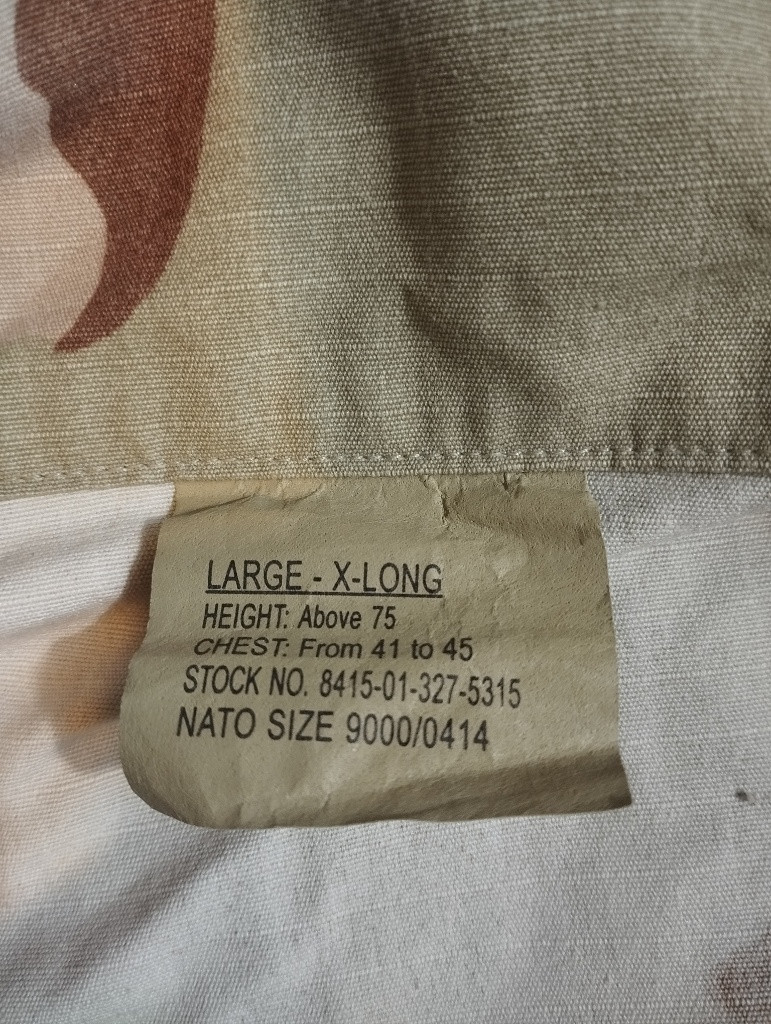 LARGE - X-LONG
HEIGHT: Above 75
CHEST: From 41 to 45
STOCK NO. 8415-01-327-5315
NATO SIZE 9000/0414